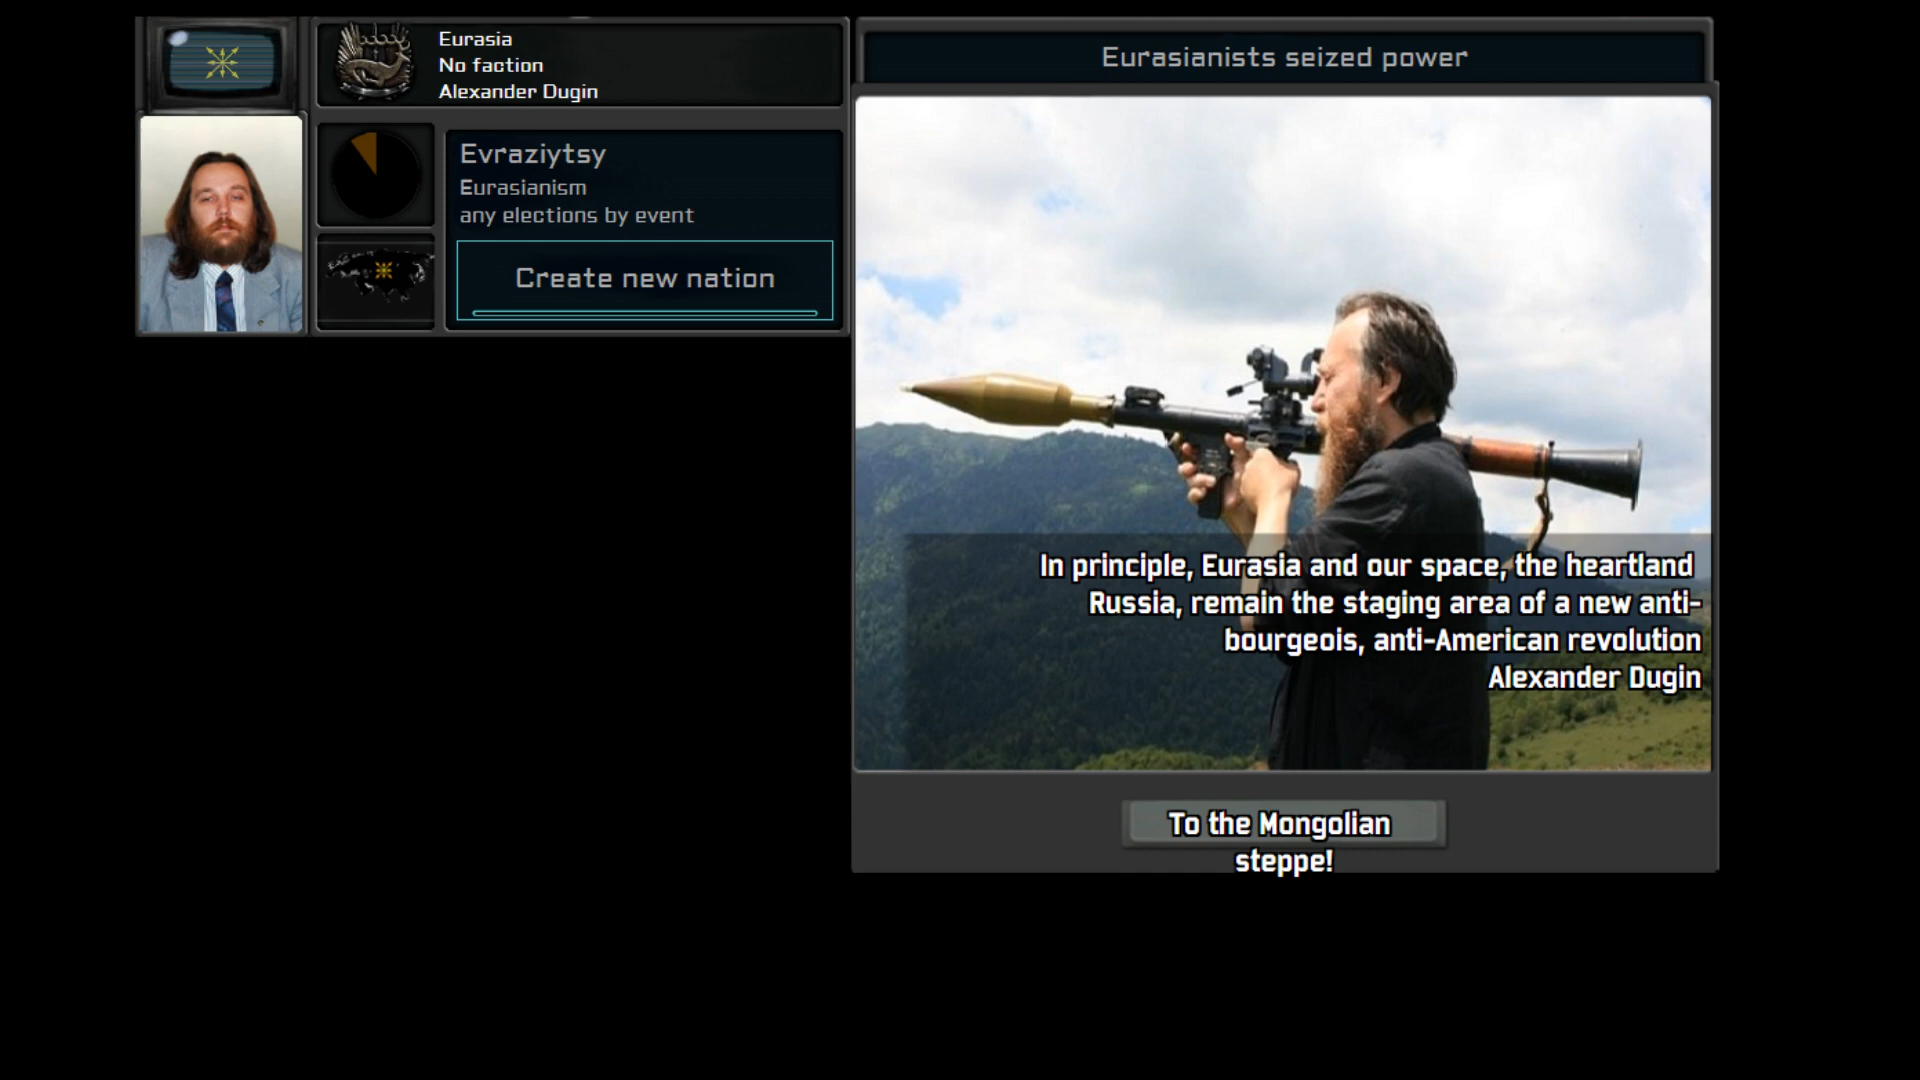 Eurasia
No faction
Alexander Dugin
Evraziytsy
Eurasianism
any elections by event
Create new nation
Eurasianists seized power
In principle, Eurasia and our space, the heartland
Russia, remain the staging area of a new anti-
bourgeois, anti-American revolution
Alexander Dugin
To the Mongolian
steppe!